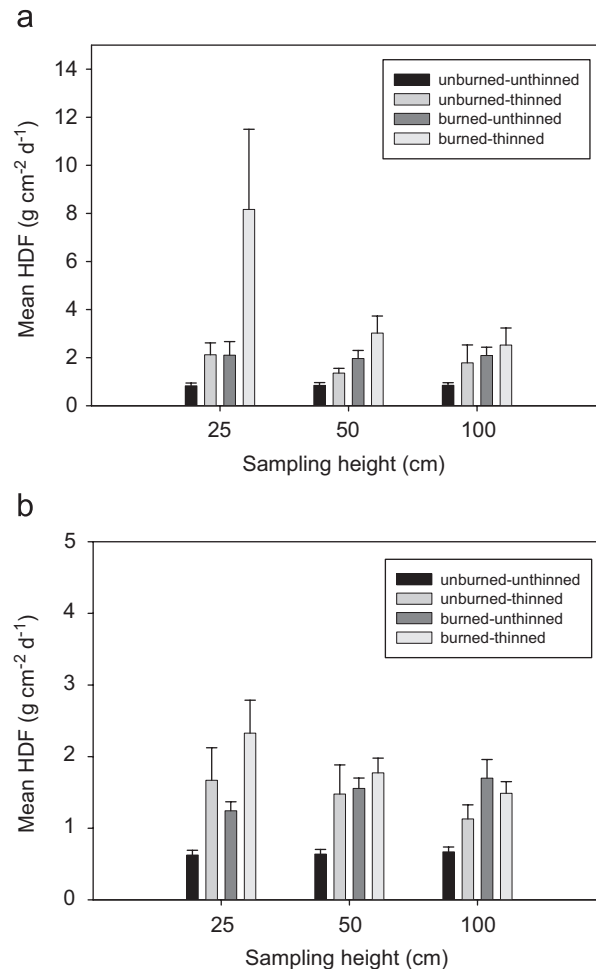 a
Mean HDF (g cm⁻² d⁻¹)
14
12
10
8
6
4
2
0
unburned-unthinned
unburned-thinned
burned-unthinned
burned-thinned
25 50 100
Sampling height (cm)
b
Mean HDF (g cm⁻² d⁻¹)
5
4
3
2
1
0
unburned-unthinned
unburned-thinned
burned-unthinned
burned-thinned
25 50 100
Sampling height (cm)